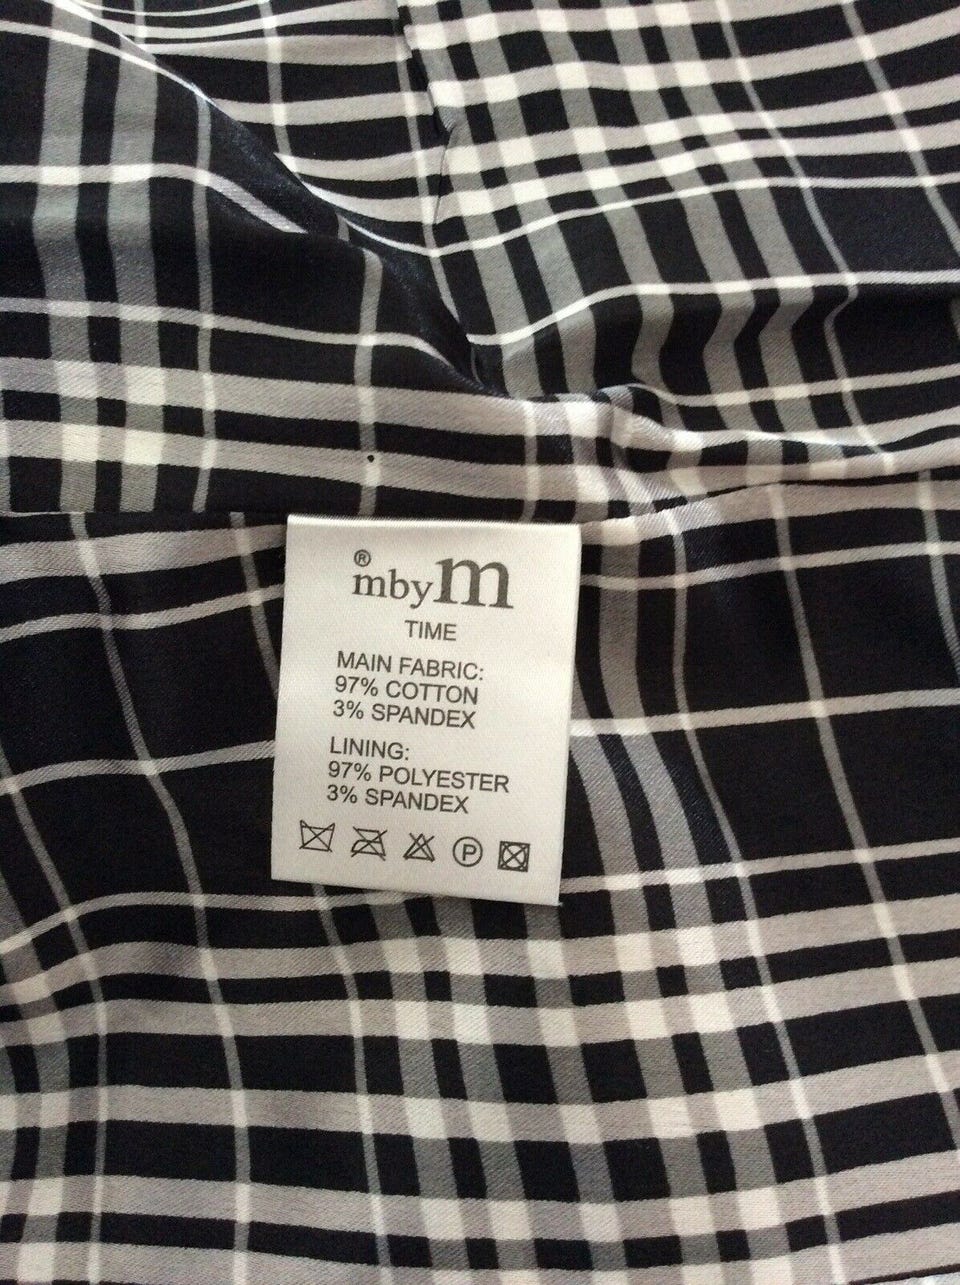 ®
mbyM
TIME
MAIN FABRIC:
97% COTTON
3% SPANDEX
LINING:
97% POLYESTER
3% SPANDEX
P